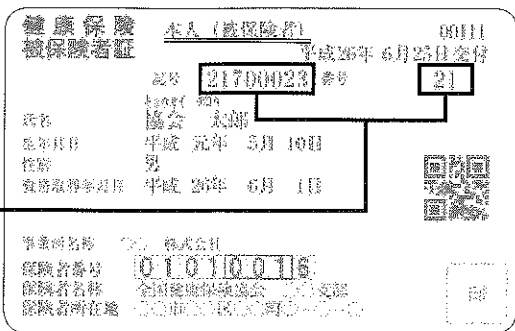 健康保険
被保険者証
本人（被保険者）
00111
平成26年 6月25日交付
記号 21700023 番号 21
氏名 協会 太郎
生年月日 平成 元年 5月 10日
性別 男
資格取得年月日 平成 26年 6月 1日
事業所名称 ○○ 株式会社
保険者番号 01010016
保険者名称 全国健康保険協会 ○○支部
保険者所在地 ○○市○○区○○町○-○-○
印